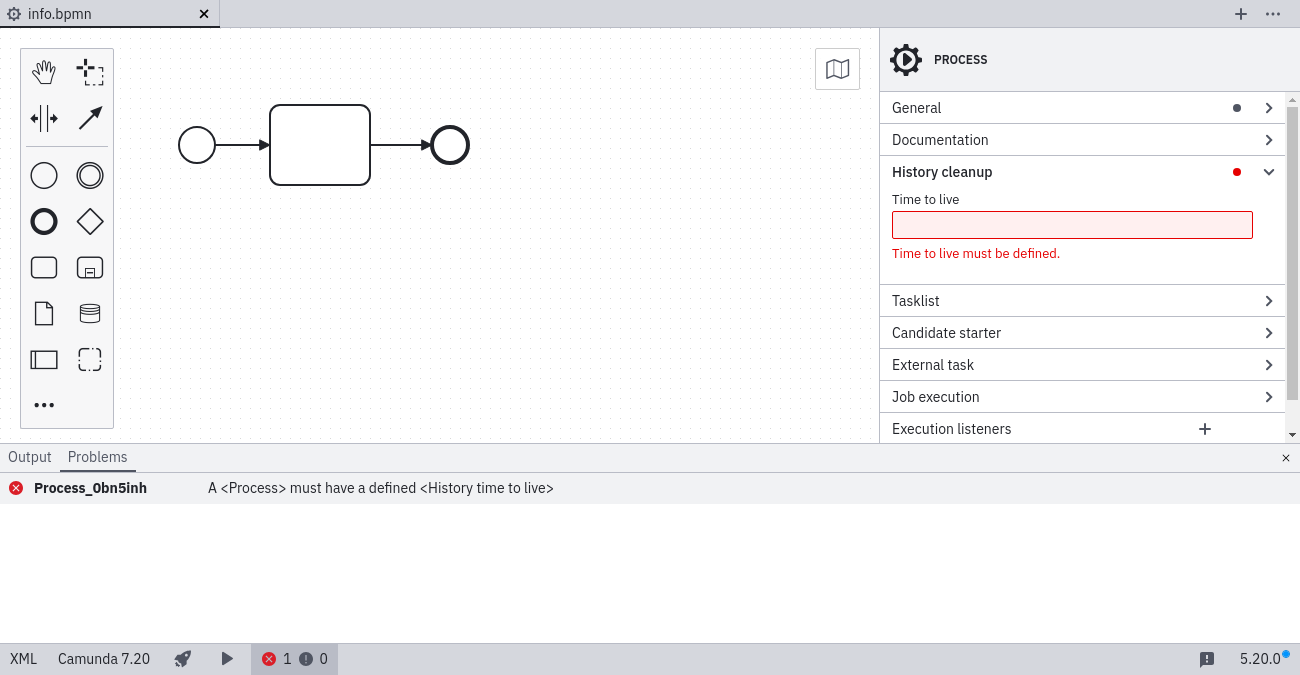 info.bpmn
PROCESS
General
Documentation
History cleanup
Time to live
Time to live must be defined.
Tasklist
Candidate starter
External task
Job execution
Execution listeners
Output Problems
Process_0bn5inh A <Process> must have a defined <History time to live>
XML Camunda 7.20 1 0 5.20.0